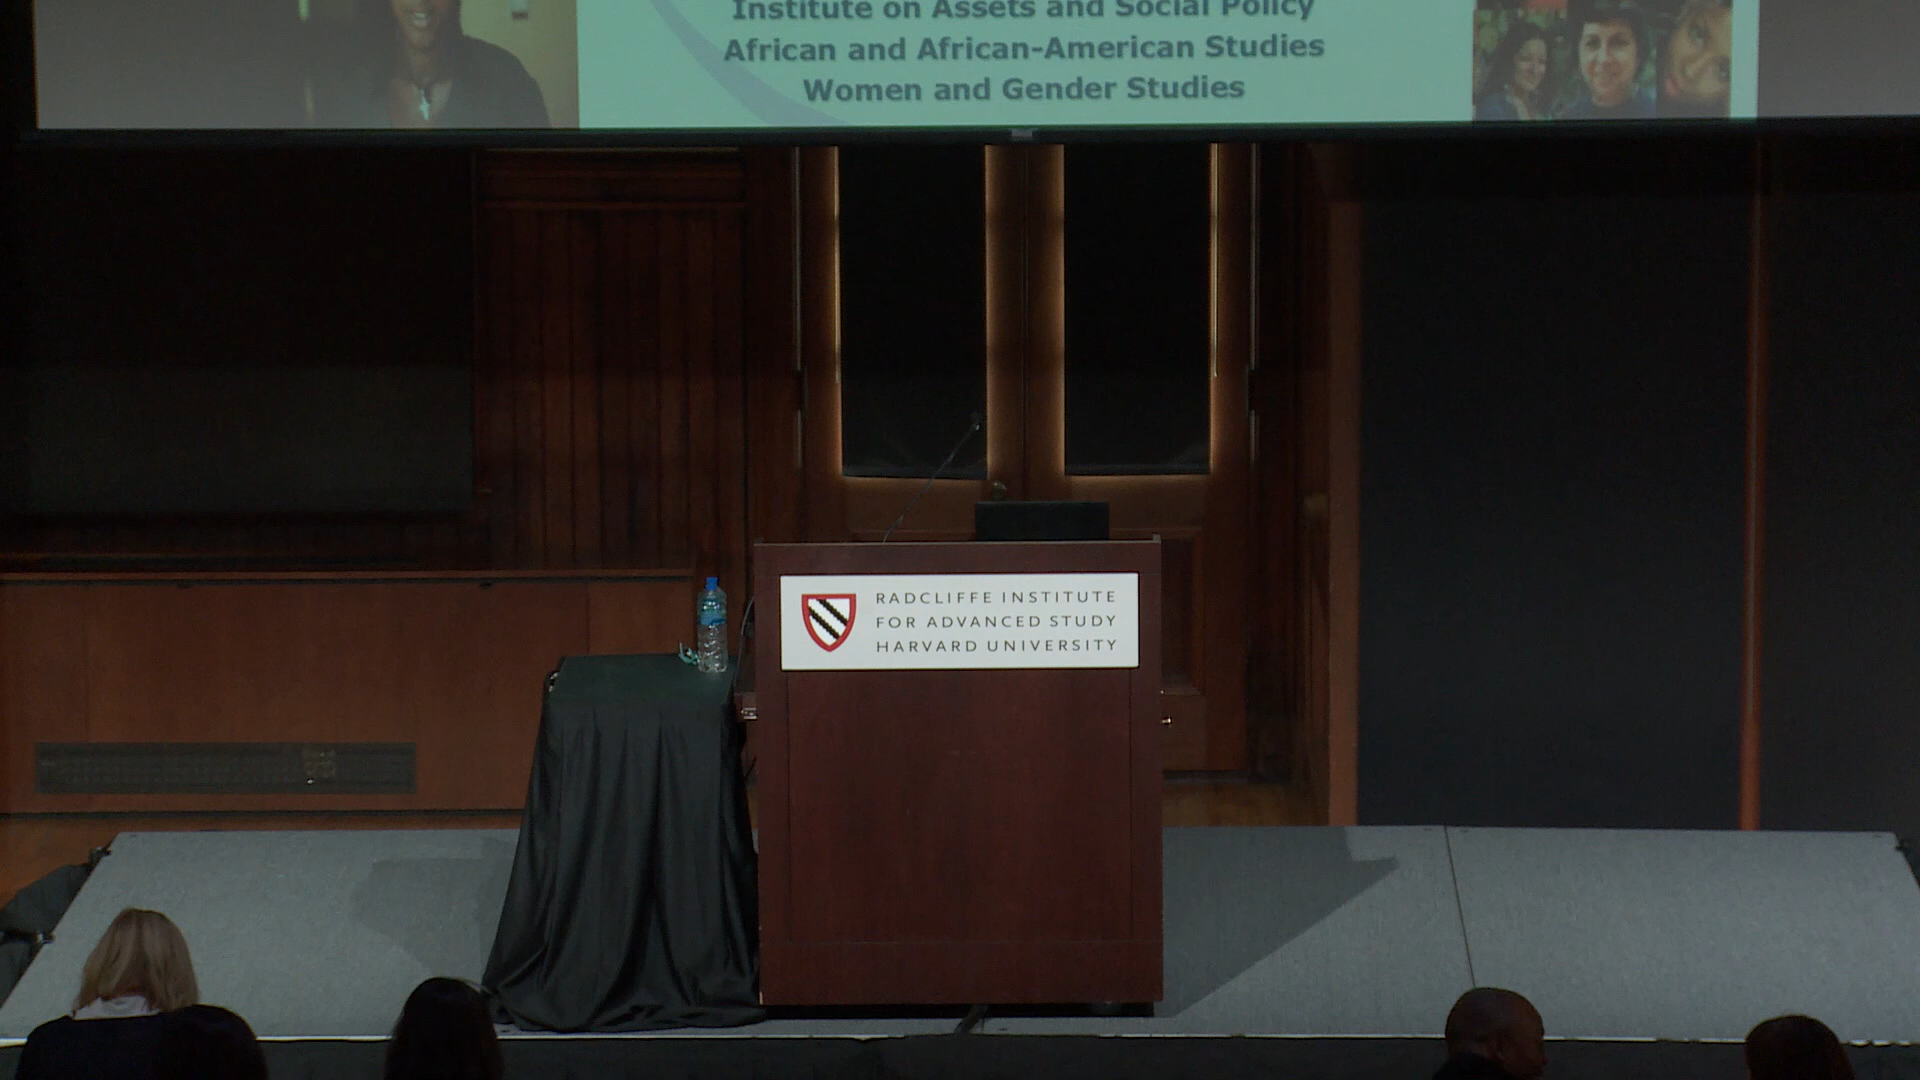 Institute on Assets and Social Policy
African and African-American Studies
Women and Gender Studies
RADCLIFFE INSTITUTE
FOR ADVANCED STUDY
HARVARD UNIVERSITY